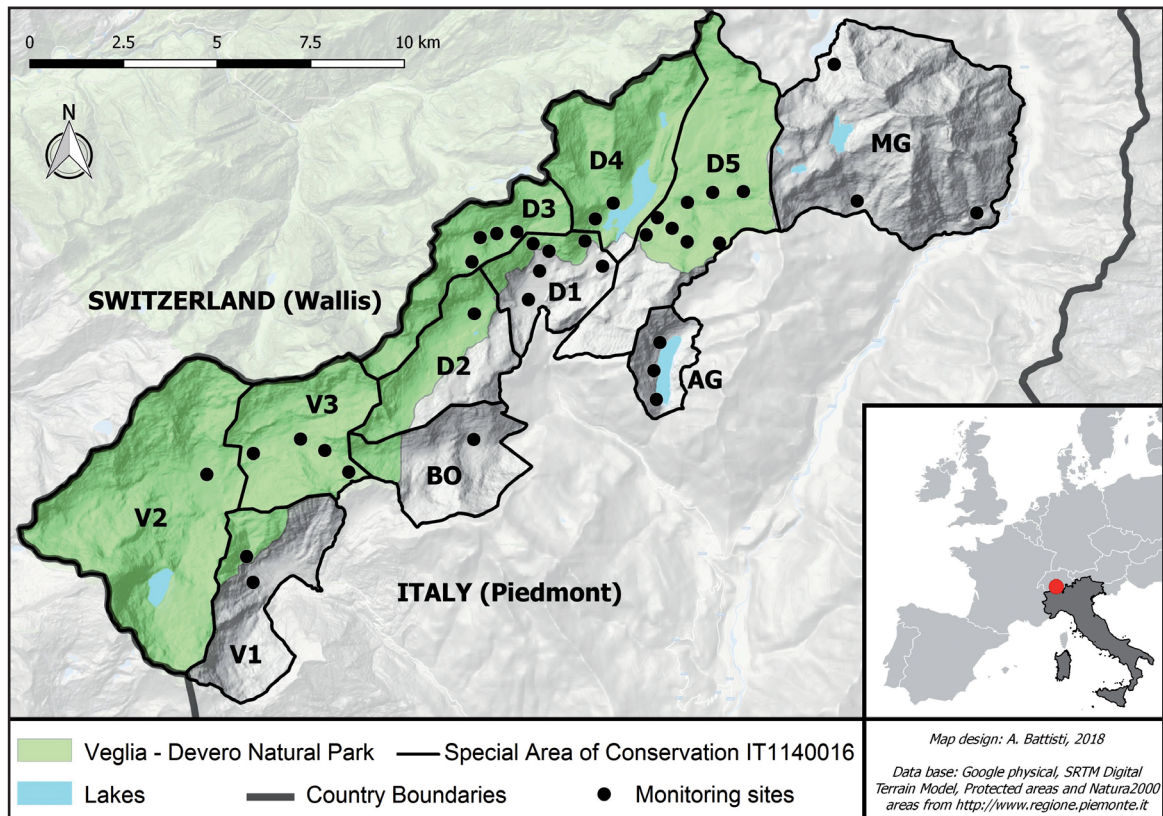 0 2.5 5 7.5 10 km
N
MG
D4
D5
D3
SWITZERLAND (Wallis)
D1
D2
AG
V3
BO
V2
ITALY (Piedmont)
V1
Veglia - Devero Natural Park
Special Area of Conservation IT1140016
Lakes
Country Boundaries
Monitoring sites
Map design: A. Battisti, 2018
Data base: Google physical, SRTM Digital
Terrain Model, Protected areas and Natura2000
areas from http://www.regione.piemonte.it